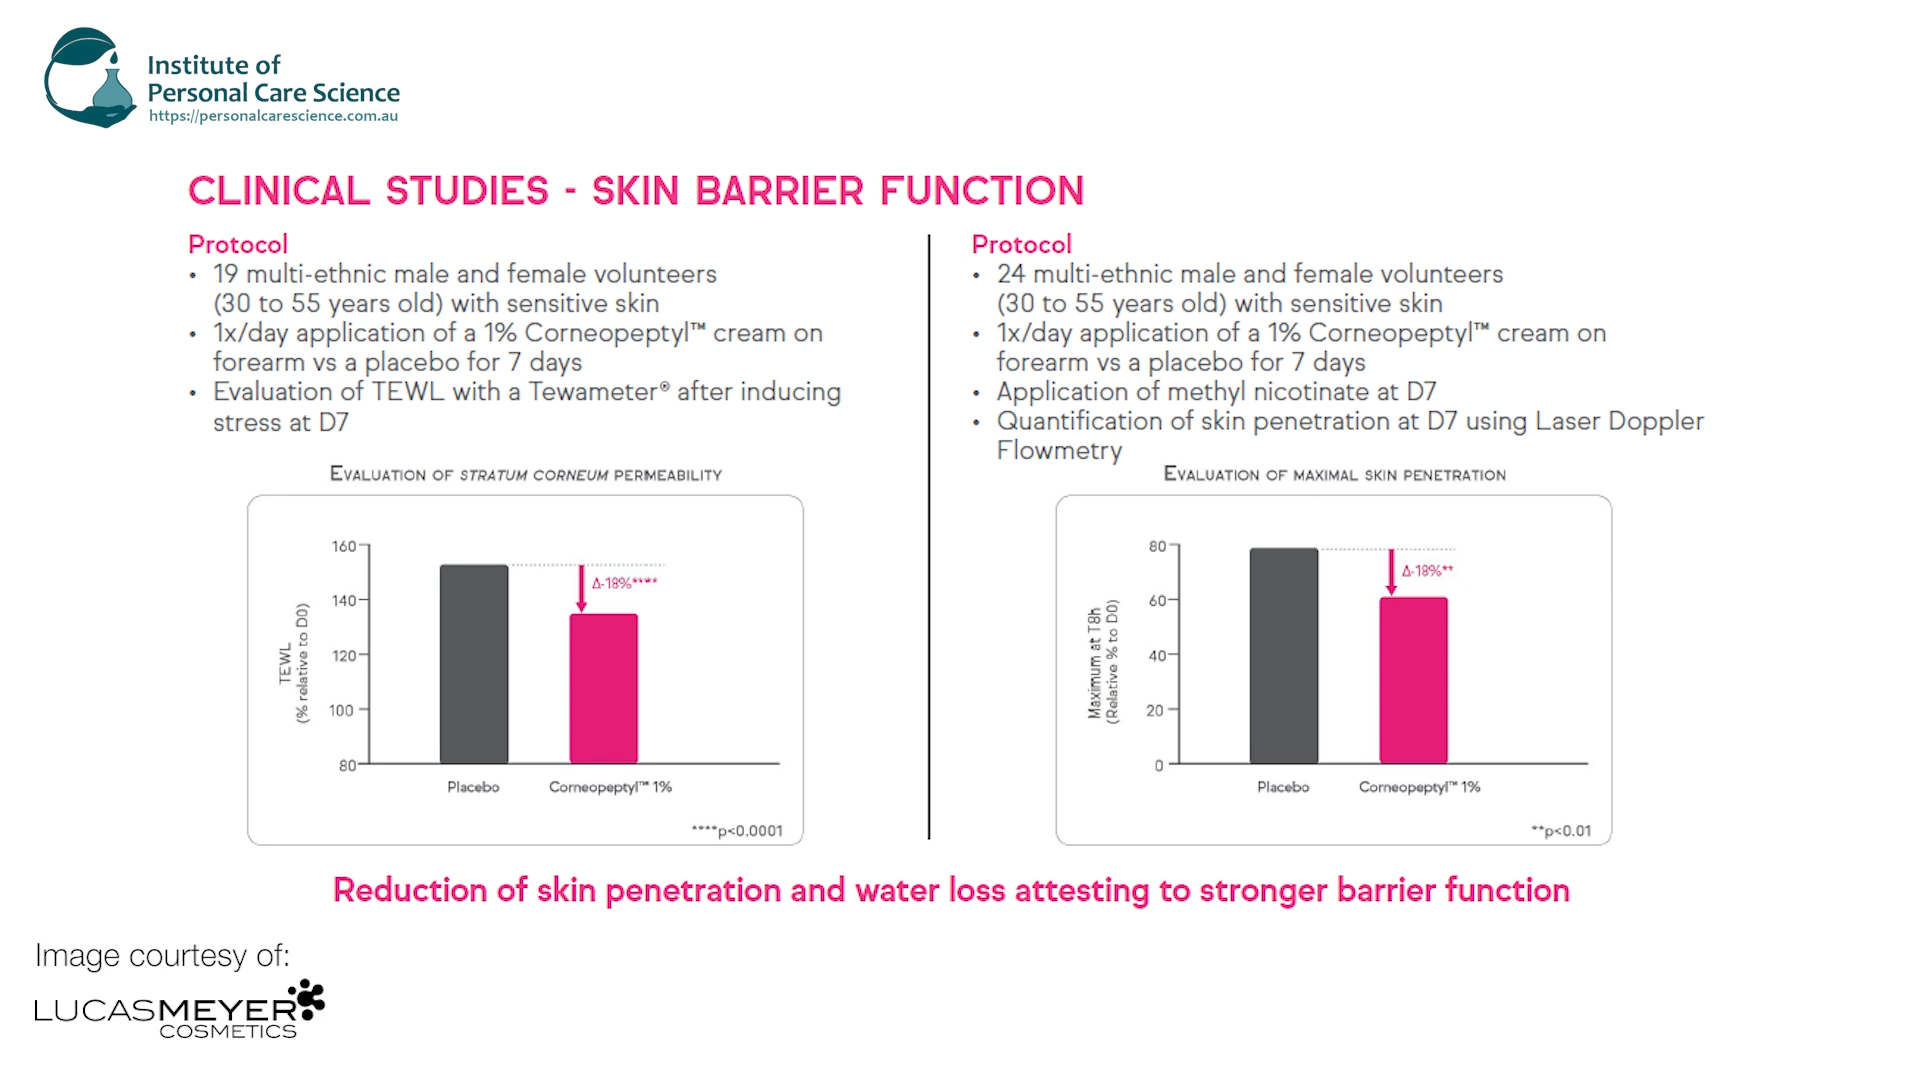 Institute of
Personal Care Science
https://personalcarescience.com.au
CLINICAL STUDIES - SKIN BARRIER FUNCTION
Protocol
• 19 multi-ethnic male and female volunteers
(30 to 55 years old) with sensitive skin
• 1x/day application of a 1% Corneopeptyl™ cream on
forearm vs a placebo for 7 days
• Evaluation of TEWL with a Tewameter® after inducing
stress at D7
EVALUATION OF STRATUM CORNEUM PERMEABILITY
160
140
120
100
80
TEWL
(% relative to D0)
Δ-18%****
Placebo
Corneopeptyl™ 1%
****p<0.0001
Protocol
• 24 multi-ethnic male and female volunteers
(30 to 55 years old) with sensitive skin
• 1x/day application of a 1% Corneopeptyl™ cream on
forearm vs a placebo for 7 days
• Application of methyl nicotinate at D7
• Quantification of skin penetration at D7 using Laser Doppler
Flowmetry
EVALUATION OF MAXIMAL SKIN PENETRATION
80
60
40
20
0
Maximum at T8h
(Relative % to D0)
Δ-18%**
Placebo
Corneopeptyl™ 1%
**p<0.01
Reduction of skin penetration and water loss attesting to stronger barrier function
Image courtesy of:
LUCASMEYER
COSMETICS